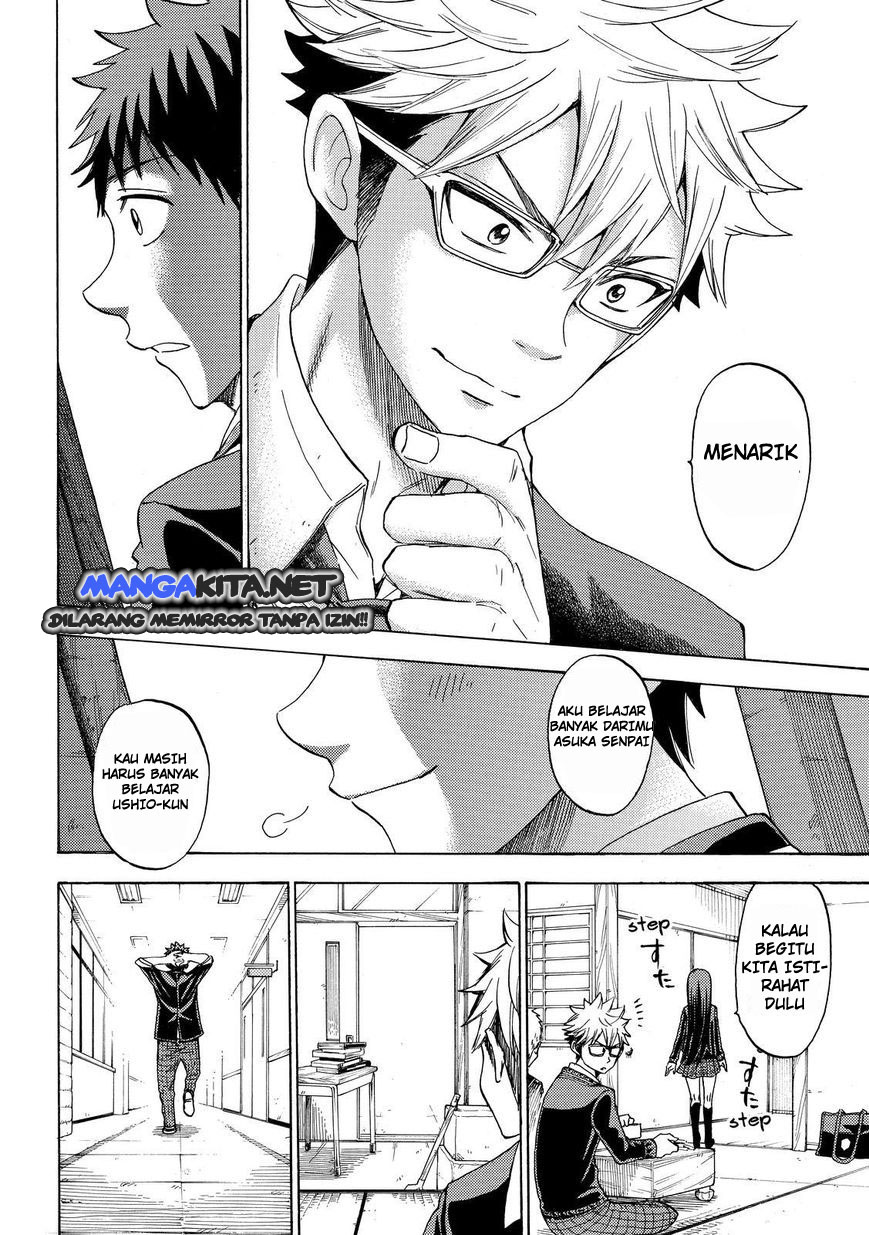 MENARIK
MANGAKITA.NET
DILARANG MEMIRROR TANPA IZIN!!
AKU BELAJAR
BANYAK DARIMU
ASUKA SENPAI
KAU MASIH
HARUS BANYAK
BELAJAR
USHIO-KUN
KALAU
BEGITU
KITA ISTI-
RAHAT
DULU
step
すた
すた
step